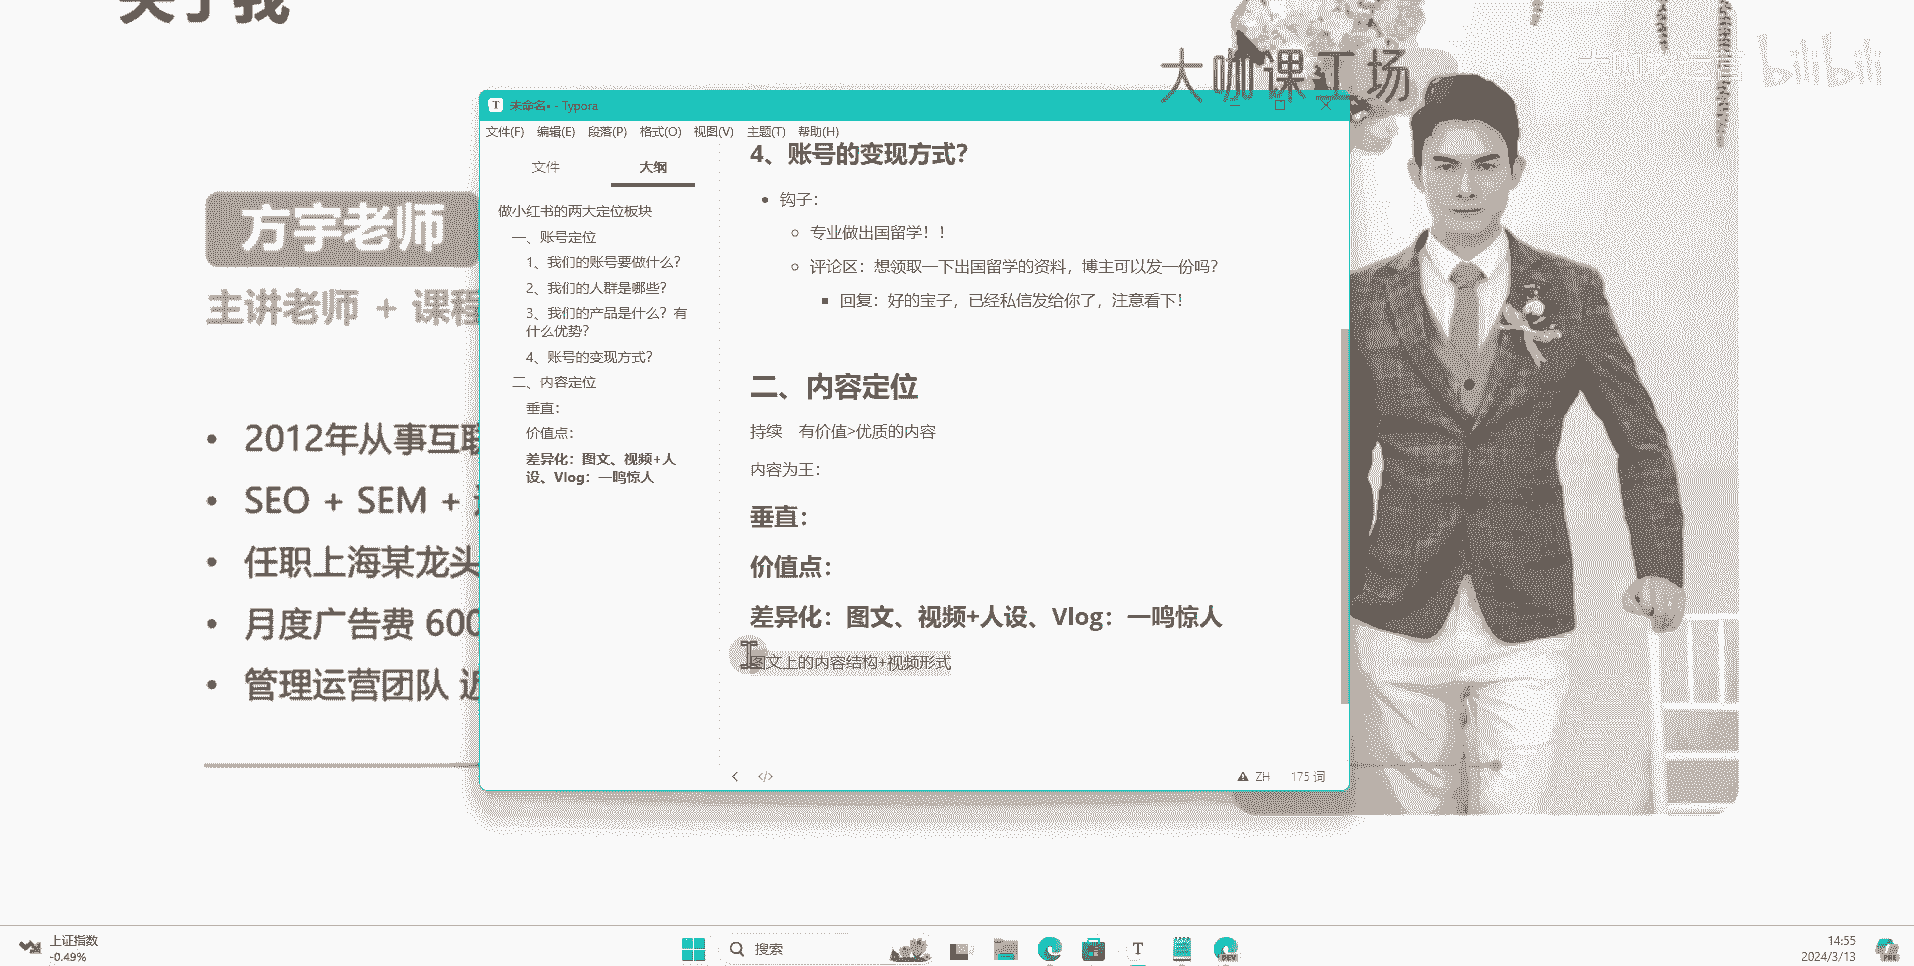 关于我
大咖课工场
bilibili
未命名• - Typora
文件(F) 编辑(E) 段落(P) 格式(O) 视图(V) 主题(T) 帮助(H)
文件 大纲
做小红书的两大定位板块
一、账号定位
1、我们的账号要做什么？
2、我们的人群是哪些？
3、我们的产品是什么？有
什么优势？
4、账号的变现方式？
二、内容定位
垂直：
价值点：
差异化：图文、视频+人
设、Vlog：一鸣惊人
4、账号的变现方式？
钩子：
专业做出国留学！！
评论区：想领取一下出国留学的资料，博主可以发一份吗？
回复：好的宝子，已经私信发给你了，注意看下！
二、内容定位
持续 有价值>优质的内容
内容为王：
垂直：
价值点：
差异化：图文、视频+人设、Vlog：一鸣惊人
图文上的内容结构+视频形式
ZH 175 词
方宇老师
主讲老师 + 课程
2012年从事互联
SEO + SEM +
任职上海某龙头
月度广告费 600
管理运营团队 近
上证指数
-0.49%
搜索
T
DEV
14:55
2024/3/13
PRE